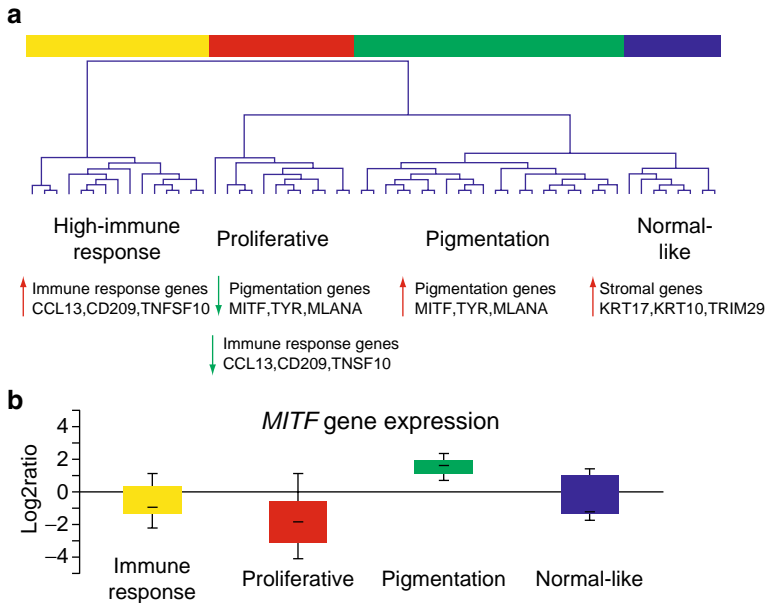 a
High-immune
response
Proliferative
Pigmentation
Normal-
like
Immune response genes
CCL13,CD209,TNFSF10
Pigmentation genes
MITF,TYR,MLANA
Pigmentation genes
MITF,TYR,MLANA
Stromal genes
KRT17,KRT10,TRIM29
Immune response genes
CCL13,CD209,TNSF10
b
MITF gene expression
Log2ratio
4
2
0
−2
−4
Immune
response
Proliferative
Pigmentation
Normal-like